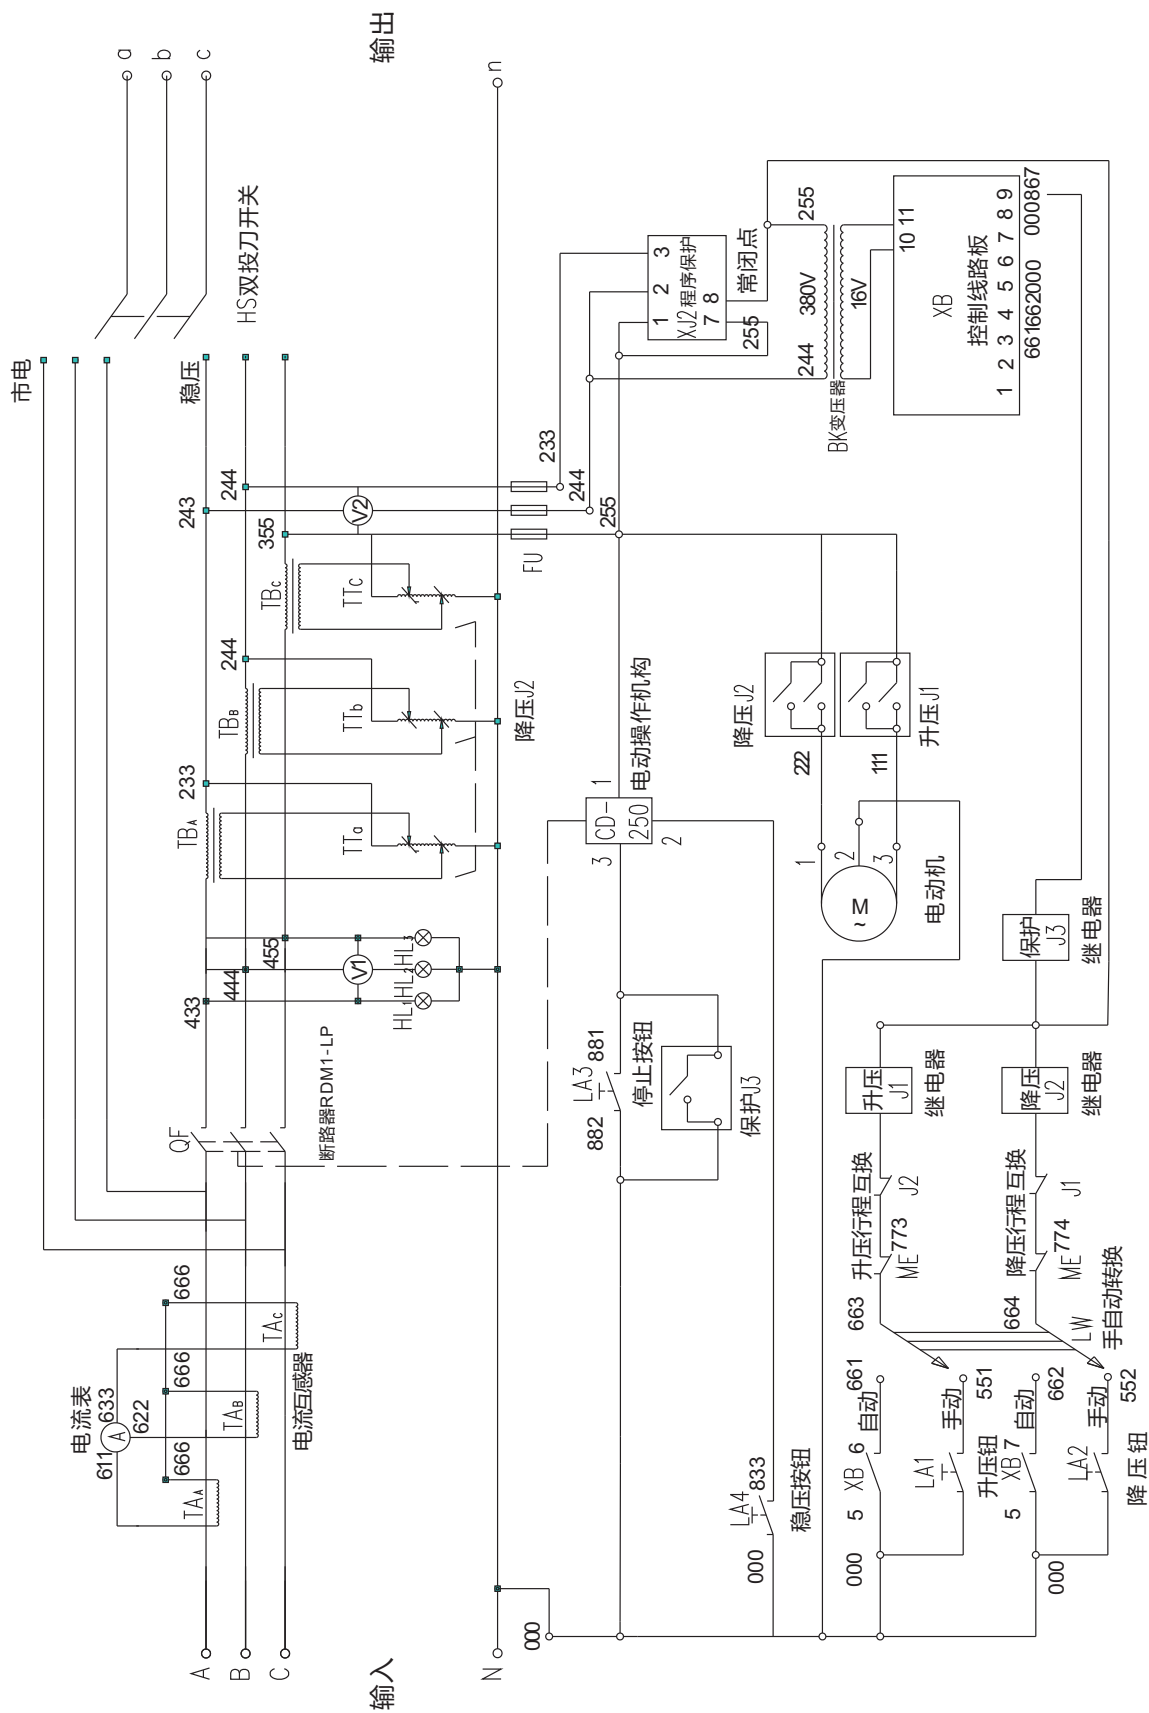 输入
输出
A
B
C
N
a
b
c
n
电流表
A
611
633
622
666
666
666
TAA
TAB
TAC
电流互感器
市电
稳压
HS双投刀开关
QF
断路器RDM1-LP
433
444
455
V1
HL1
HL2
HL3
TBA
TBB
TBC
233
244
355
243
244
TTa
TTb
TTC
V2
FU
降压J2
233
244
255
XJ2程序保护
1 2 3
7 8
常闭点
255
255
244
380V
16V
BK变压器
10 11
XB
控制线路板
1 2 3 4 5 6 7 8 9
661662000 000867
CD-
250
1
2
3
电动操作机构
000
LA3
882
881
停止按钮
保护J3
LA4
000
833
稳压按钮
降压J2
222
升压J1
111
M
~
1
2
3
电动机
保护
J3
继电器
升压
J1
继电器
降压
J2
继电器
升压行程互换
ME
773
J2
降压行程互换
ME
774
J1
663
664
LW
手自动转换
000
5
XB
6
自动
661
LA1
手动
551
升压钮
000
5
XB
7
自动
662
LA2
手动
552
降压钮